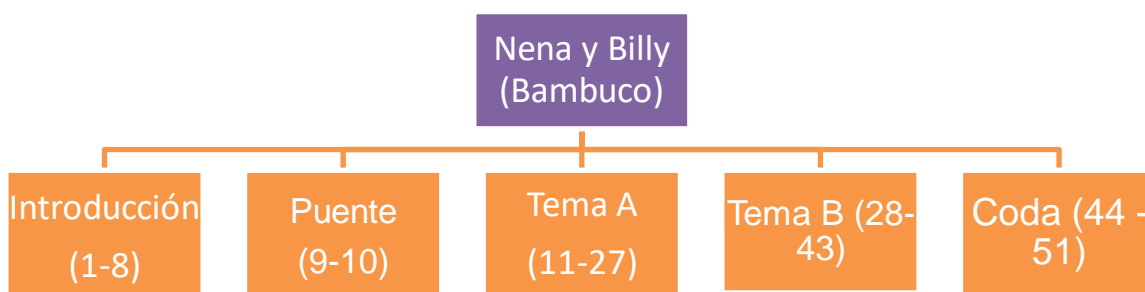 Nena y Billy
(Bambuco)
Introducción
(1-8)
Puente
(9-10)
Tema A
(11-27)
Tema B (28-
43)
Coda (44 -
51)